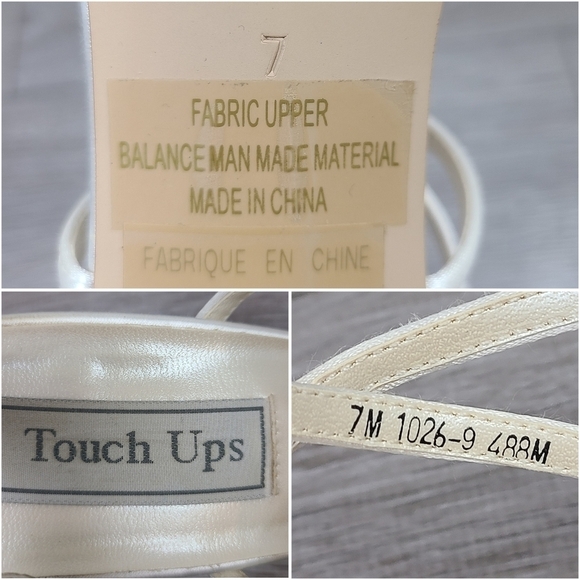 7
FABRIC UPPER
BALANCE MAN MADE MATERIAL
MADE IN CHINA
FABRIQUE EN CHINE
Touch Ups
7M 1026-9 488M